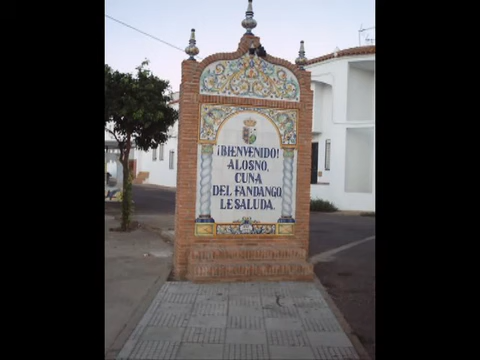 ¡BIENVENIDO!
ALOSNO,
CUNA
DEL FANDANGO,
LE SALUDA.